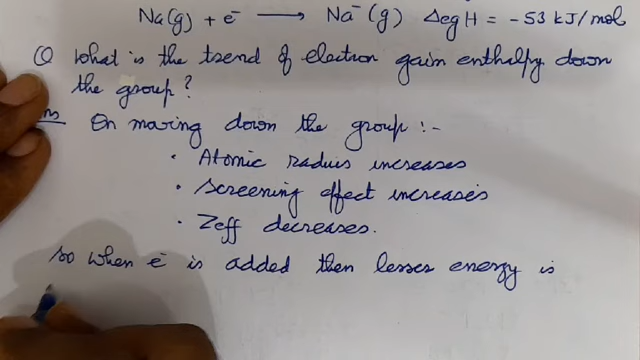 Na(g) + e⁻ ⟶ Na⁻(g) ΔegH = -53 kJ/mol
Q What is the trend of electron gain enthalpy down
the group?
Ans On moving down the group :-
• Atomic radius increases
• Screening effect increases
• Zeff decreases.
so when e⁻ is added then lesser energy is